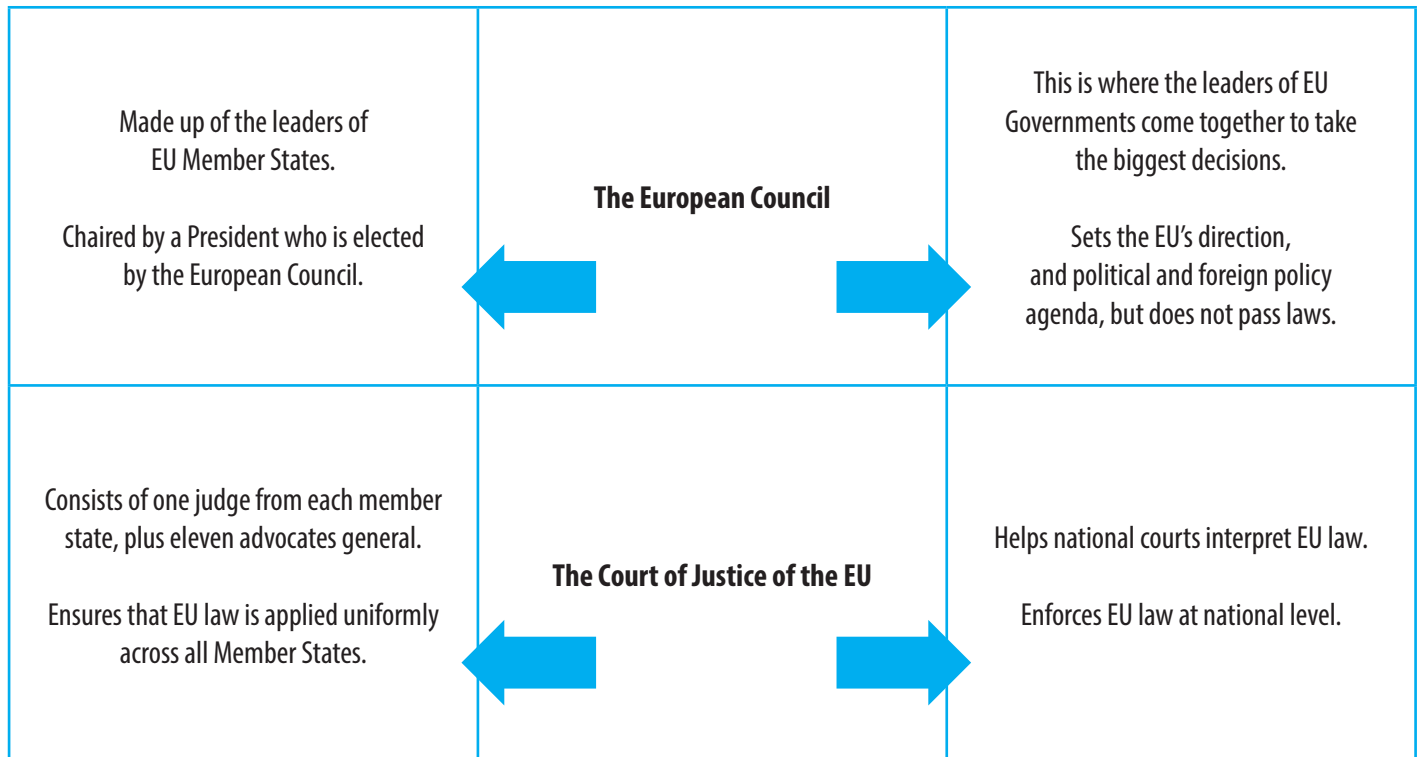 Made up of the leaders of
EU Member States.
Chaired by a President who is elected
by the European Council.
The European Council
This is where the leaders of EU
Governments come together to take
the biggest decisions.
Sets the EU’s direction,
and political and foreign policy
agenda, but does not pass laws.
Consists of one judge from each member
state, plus eleven advocates general.
Ensures that EU law is applied uniformly
across all Member States.
The Court of Justice of the EU
Helps national courts interpret EU law.
Enforces EU law at national level.